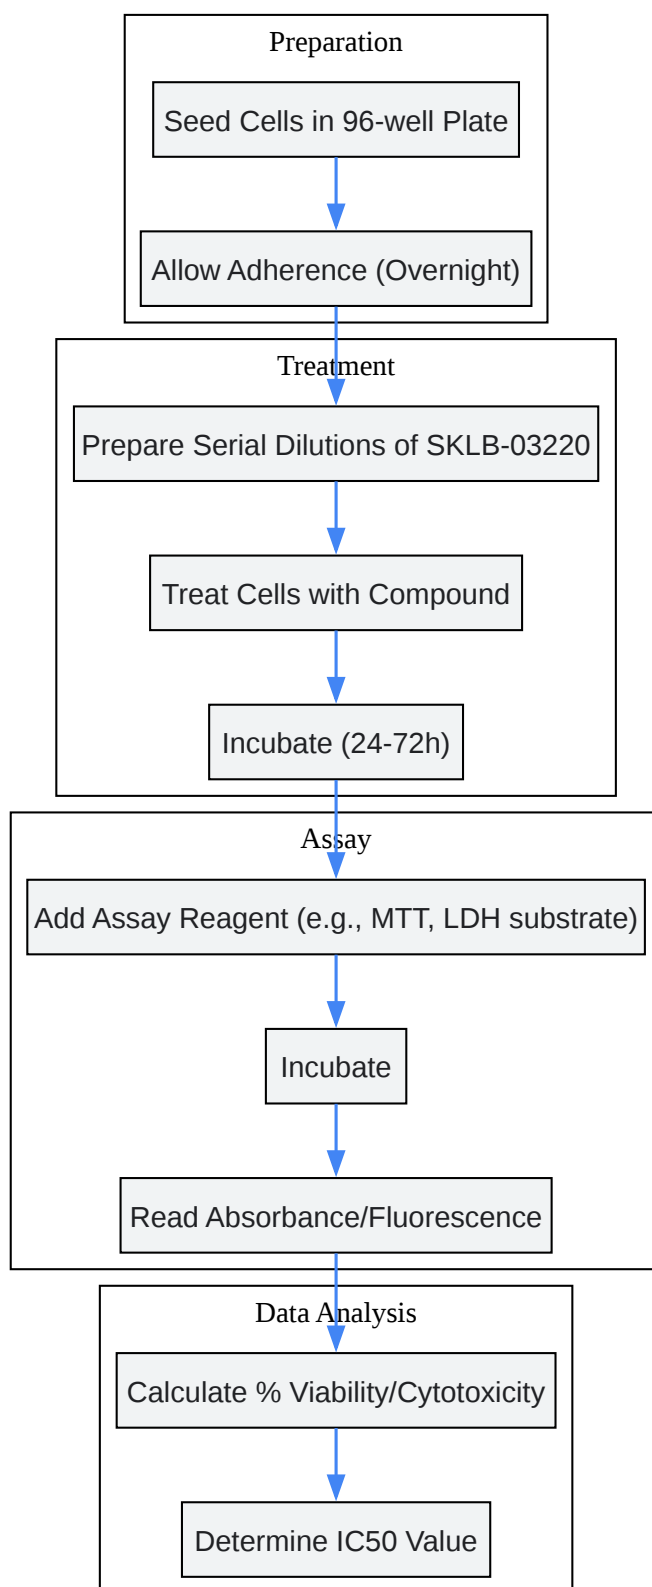 Preparation
Seed Cells in 96-well Plate
Allow Adherence (Overnight)
Treatment
Prepare Serial Dilutions of SKLB-03220
Treat Cells with Compound
Incubate (24-72h)
Assay
Add Assay Reagent (e.g., MTT, LDH substrate)
Incubate
Read Absorbance/Fluorescence
Data Analysis
Calculate % Viability/Cytotoxicity
Determine IC50 Value